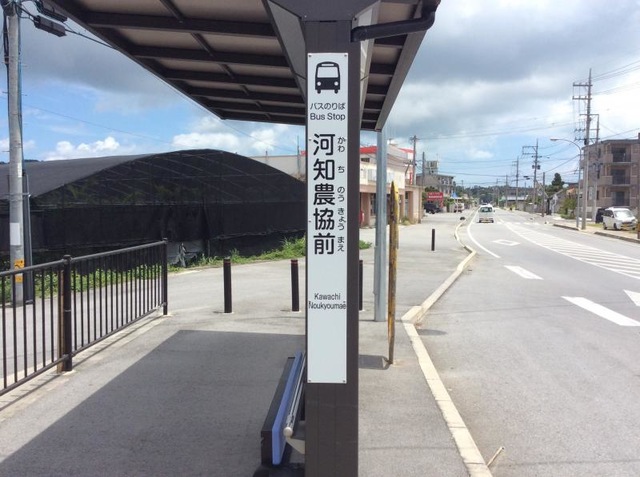 バスのりば
Bus Stop
河知農協前
かわ ち のう きょう まえ
Kawachi
Noukyoumae